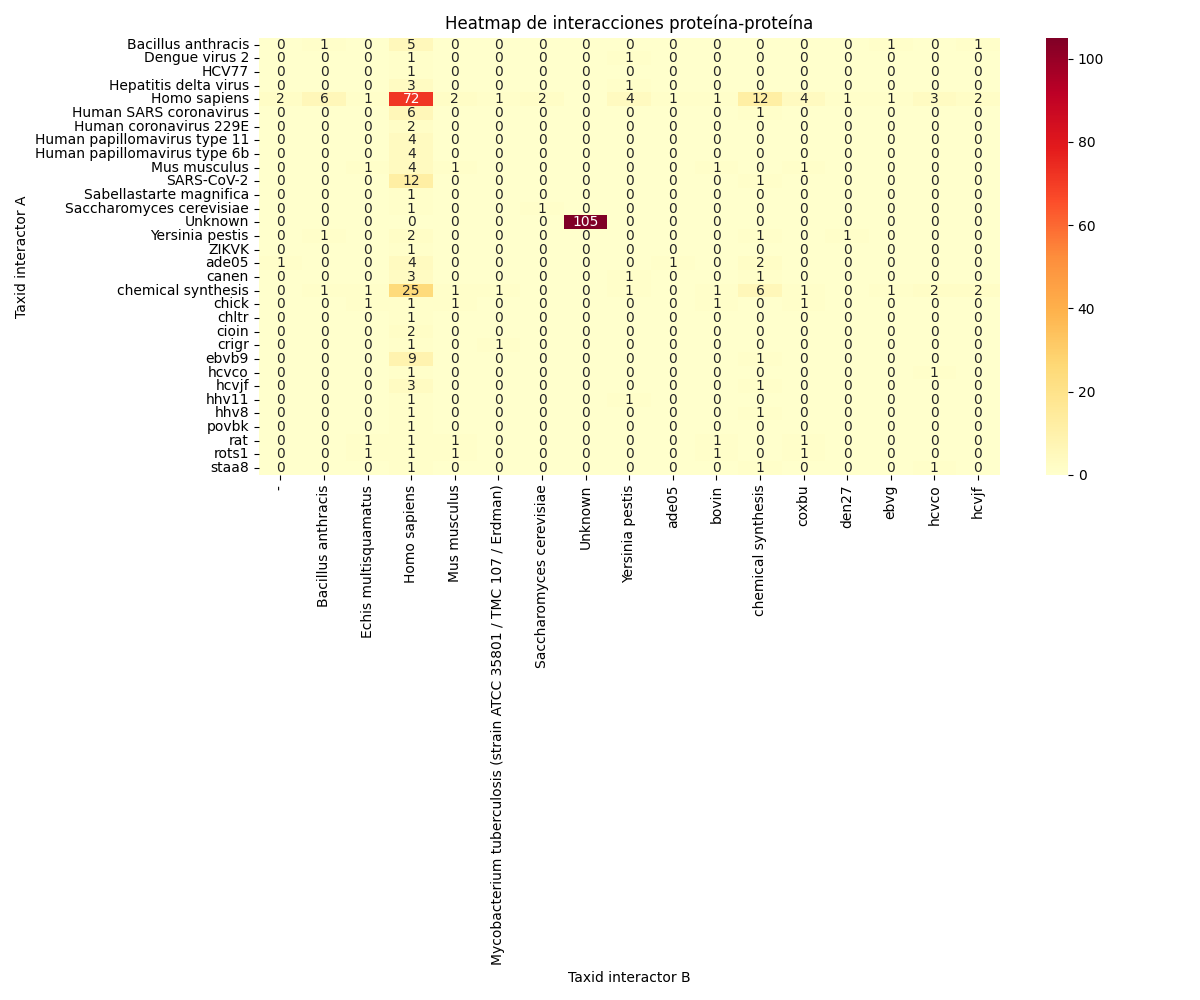 Heatmap de interacciones proteína-proteína
Taxid interactor A
Bacillus anthracis 0 1 0 5 0 0 0 0 0 0 0 0 0 0 1 0 1
Dengue virus 2 0 0 0 1 0 0 0 0 1 0 0 0 0 0 0 0 0
HCV77 0 0 0 1 0 0 0 0 0 0 0 0 0 0 0 0 0
Hepatitis delta virus 0 0 0 3 0 0 0 0 1 0 0 0 0 0 0 0 0
Homo sapiens 2 6 1 72 2 1 2 0 4 1 1 12 4 1 1 3 2
Human SARS coronavirus 0 0 0 6 0 0 0 0 0 0 0 1 0 0 0 0 0
Human coronavirus 229E 0 0 0 2 0 0 0 0 0 0 0 0 0 0 0 0 0
Human papillomavirus type 11 0 0 0 4 0 0 0 0 0 0 0 0 0 0 0 0 0
Human papillomavirus type 6b 0 0 0 4 0 0 0 0 0 0 0 0 0 0 0 0 0
Mus musculus 0 0 1 4 1 0 0 0 0 0 1 0 1 0 0 0 0
SARS-CoV-2 0 0 0 12 0 0 0 0 0 0 0 1 0 0 0 0 0
Sabellastarte magnifica 0 0 0 1 0 0 0 0 0 0 0 0 0 0 0 0 0
Saccharomyces cerevisiae 0 0 0 1 0 0 1 0 0 0 0 0 0 0 0 0 0
Unknown 0 0 0 0 0 0 0 105 0 0 0 0 0 0 0 0 0
Yersinia pestis 0 1 0 2 0 0 0 0 0 0 0 1 0 1 0 0 0
ZIKVK 0 0 0 1 0 0 0 0 0 0 0 0 0 0 0 0 0
ade05 1 0 0 4 0 0 0 0 0 1 0 2 0 0 0 0 0
canen 0 0 0 3 0 0 0 0 1 0 0 1 0 0 0 0 0
chemical synthesis 0 1 1 25 1 1 0 0 1 0 1 6 1 0 1 2 2
chick 0 0 1 1 1 0 0 0 0 0 1 0 1 0 0 0 0
chltr 0 0 0 1 0 0 0 0 0 0 0 0 0 0 0 0 0
cioin 0 0 0 2 0 0 0 0 0 0 0 0 0 0 0 0 0
crigr 0 0 0 1 0 1 0 0 0 0 0 0 0 0 0 0 0
ebvb9 0 0 0 9 0 0 0 0 0 0 0 1 0 0 0 0 0
hcvco 0 0 0 1 0 0 0 0 0 0 0 0 0 0 0 1 0
hcvjf 0 0 0 3 0 0 0 0 0 0 0 1 0 0 0 0 0
hhv11 0 0 0 1 0 0 0 0 1 0 0 0 0 0 0 0 0
hhv8 0 0 0 1 0 0 0 0 0 0 0 1 0 0 0 0 0
povbk 0 0 0 1 0 0 0 0 0 0 0 0 0 0 0 0 0
rat 0 0 1 1 1 0 0 0 0 0 1 0 1 0 0 0 0
rots1 0 0 1 1 1 0 0 0 0 0 1 0 1 0 0 0 0
staa8 0 0 0 1 0 0 0 0 0 0 0 1 0 0 0 1 0
-
Bacillus anthracis
Echis multisquamatus
Homo sapiens
Mus musculus
Mycobacterium tuberculosis (strain ATCC 35801 / TMC 107 / Erdman)
Saccharomyces cerevisiae
Unknown
Yersinia pestis
ade05
bovin
chemical synthesis
coxbu
den27
ebvg
hcvco
hcvjf
Taxid interactor B
100
80
60
40
20
0